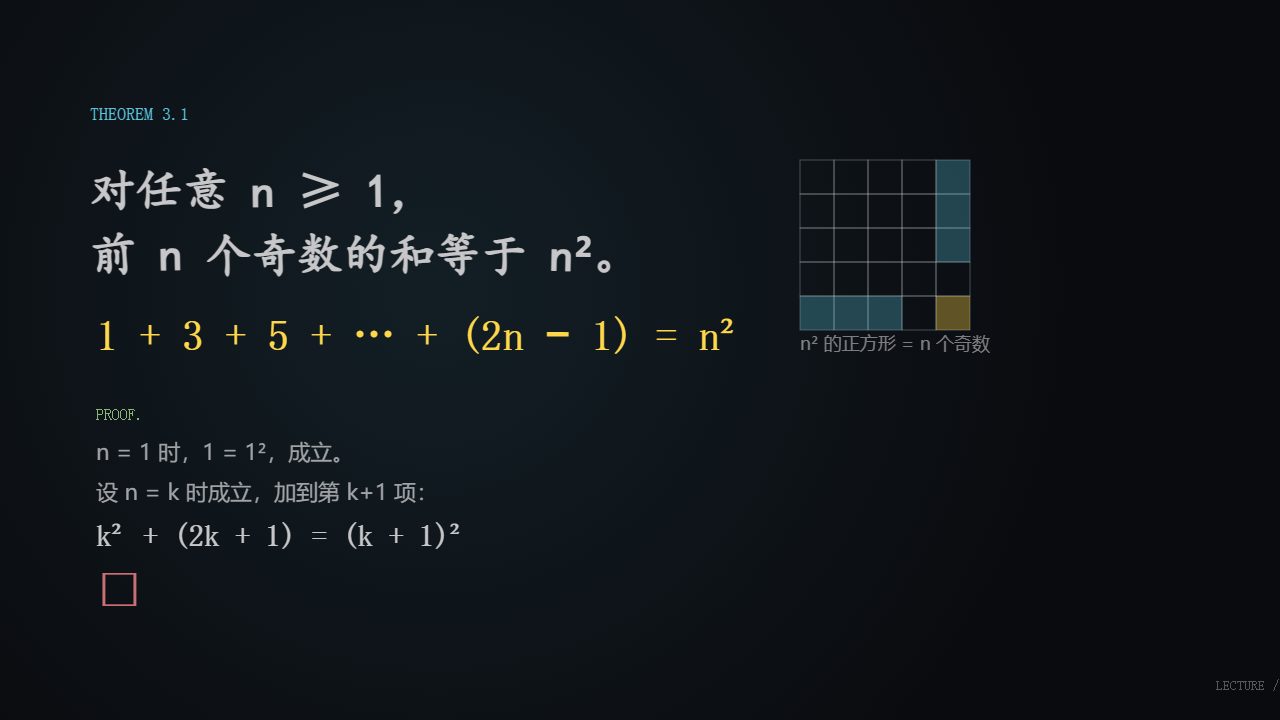 THEOREM 3.1
对任意 n ≥ 1，
前 n 个奇数的和等于 n²。
1 + 3 + 5 + ⋯ + (2n − 1) = n²
n² 的正方形 = n 个奇数
PROOF.
n = 1 时，1 = 1²，成立。
设 n = k 时成立，加到第 k+1 项：
k² + (2k + 1) = (k + 1)²
□
LECTURE /